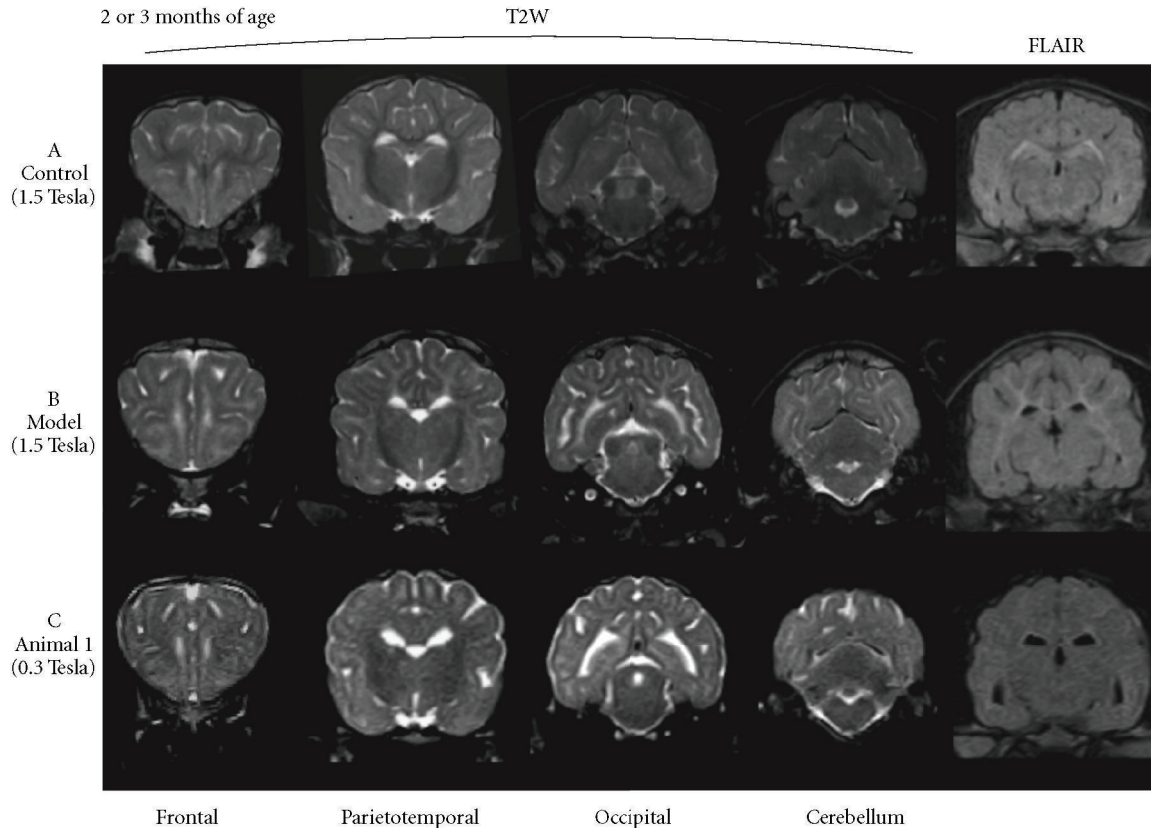 2 or 3 months of age
T2W
FLAIR
A
Control
(1.5 Tesla)
B
Model
(1.5 Tesla)
C
Animal 1
(0.3 Tesla)
Frontal
Parietotemporal
Occipital
Cerebellum